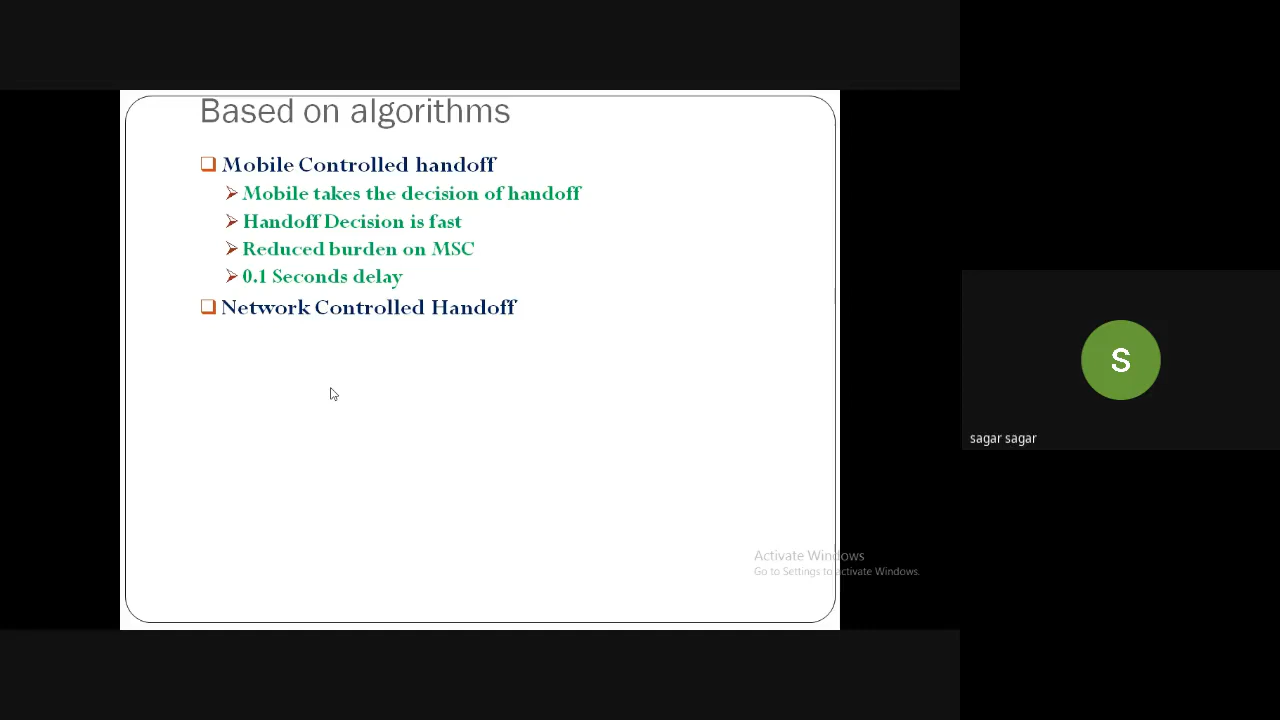 Based on algorithms
Mobile Controlled handoff
Mobile takes the decision of handoff
Handoff Decision is fast
Reduced burden on MSC
0.1 Seconds delay
Network Controlled Handoff
S
sagar sagar
Activate Windows
Go to Settings to activate Windows.